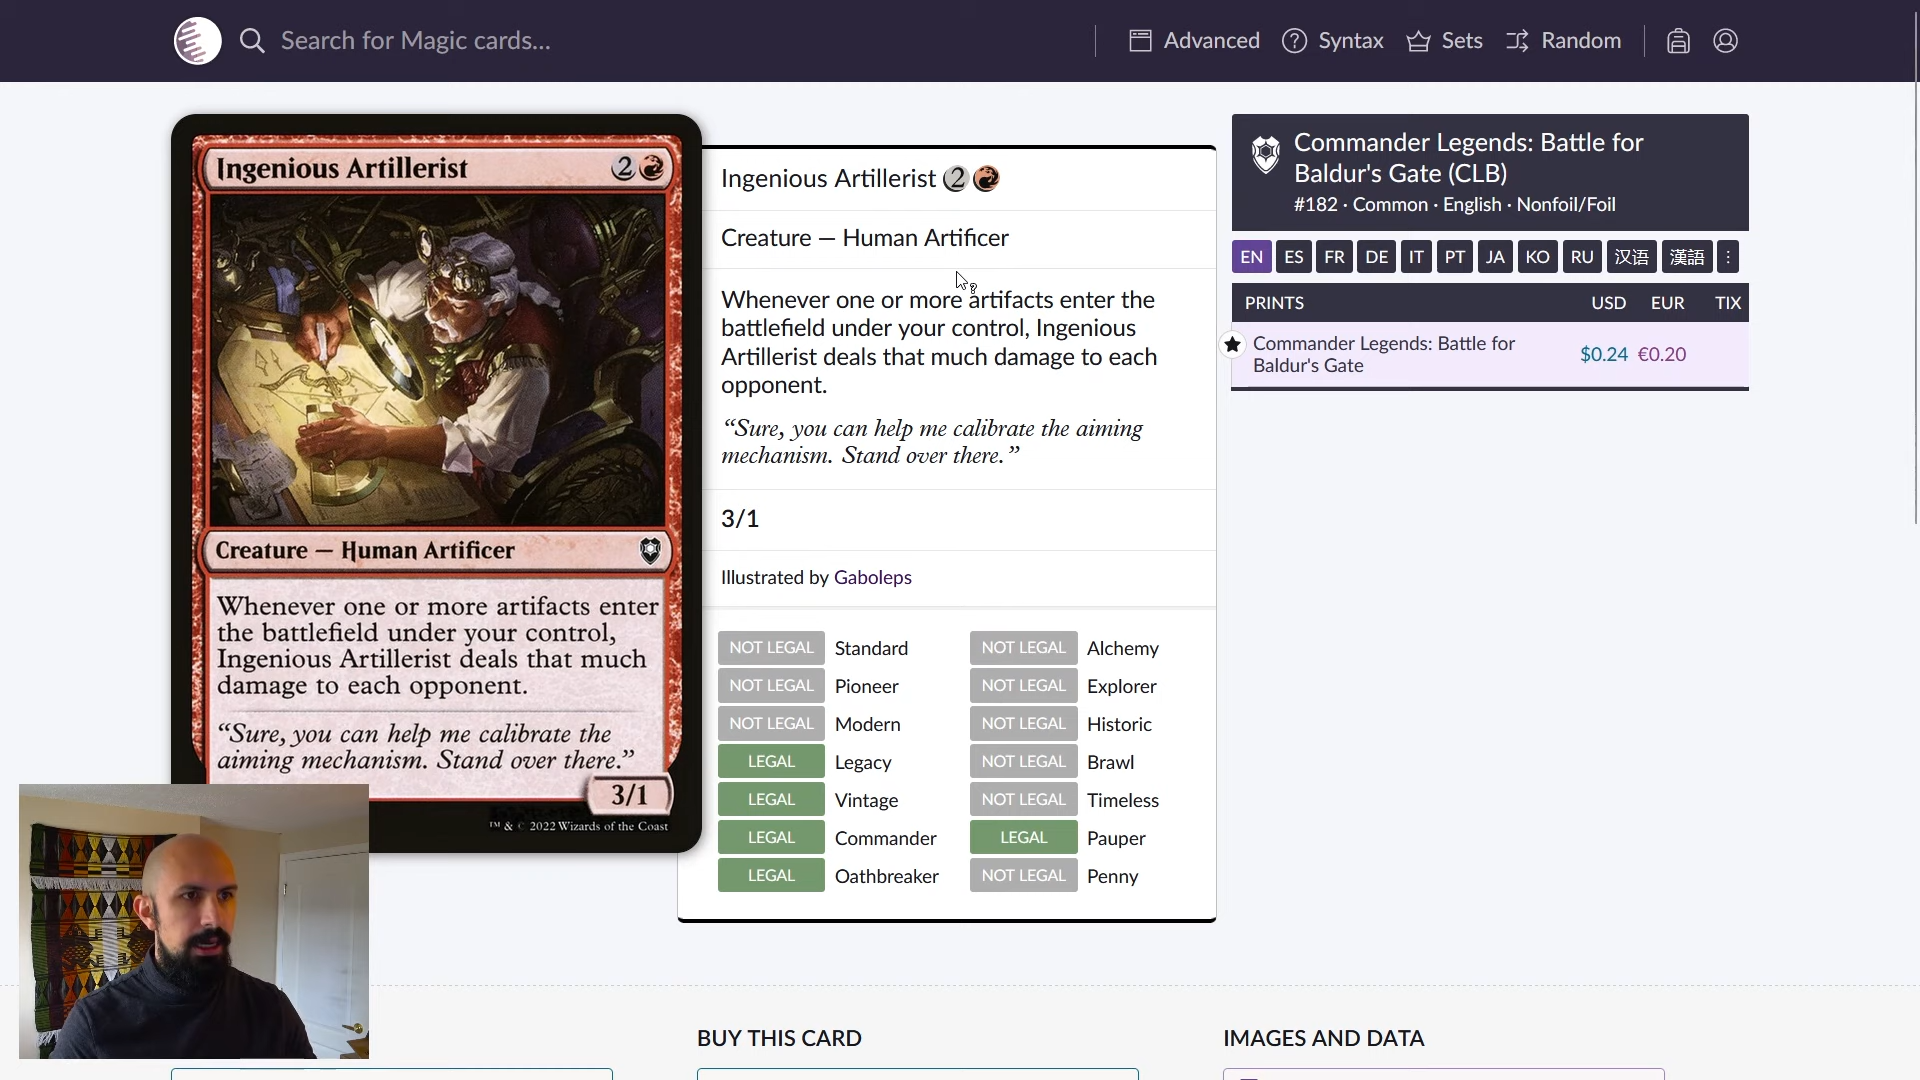 Search for Magic cards...
Advanced
Syntax
Sets
Random
Ingenious Artillerist 2
Creature — Human Artificer
Whenever one or more artifacts enter
the battlefield under your control,
Ingenious Artillerist deals that much
damage to each opponent.
“Sure, you can help me calibrate the
aiming mechanism. Stand over there.”
3/1
™ & © 2022 Wizards of the Coast
Ingenious Artillerist 2
Creature — Human Artificer
Whenever one or more artifacts enter the
battlefield under your control, Ingenious
Artillerist deals that much damage to each
opponent.
“Sure, you can help me calibrate the aiming
mechanism. Stand over there.”
3/1
Illustrated by Gaboleps
NOT LEGAL Standard NOT LEGAL Alchemy
NOT LEGAL Pioneer NOT LEGAL Explorer
NOT LEGAL Modern NOT LEGAL Historic
LEGAL Legacy NOT LEGAL Brawl
LEGAL Vintage NOT LEGAL Timeless
LEGAL Commander LEGAL Pauper
LEGAL Oathbreaker NOT LEGAL Penny
Commander Legends: Battle for
Baldur's Gate (CLB)
#182 · Common · English · Nonfoil/Foil
EN ES FR DE IT PT JA KO RU 汉语 漢語
PRINTS USD EUR TIX
Commander Legends: Battle for
Baldur's Gate
$0.24 €0.20
BUY THIS CARD
IMAGES AND DATA